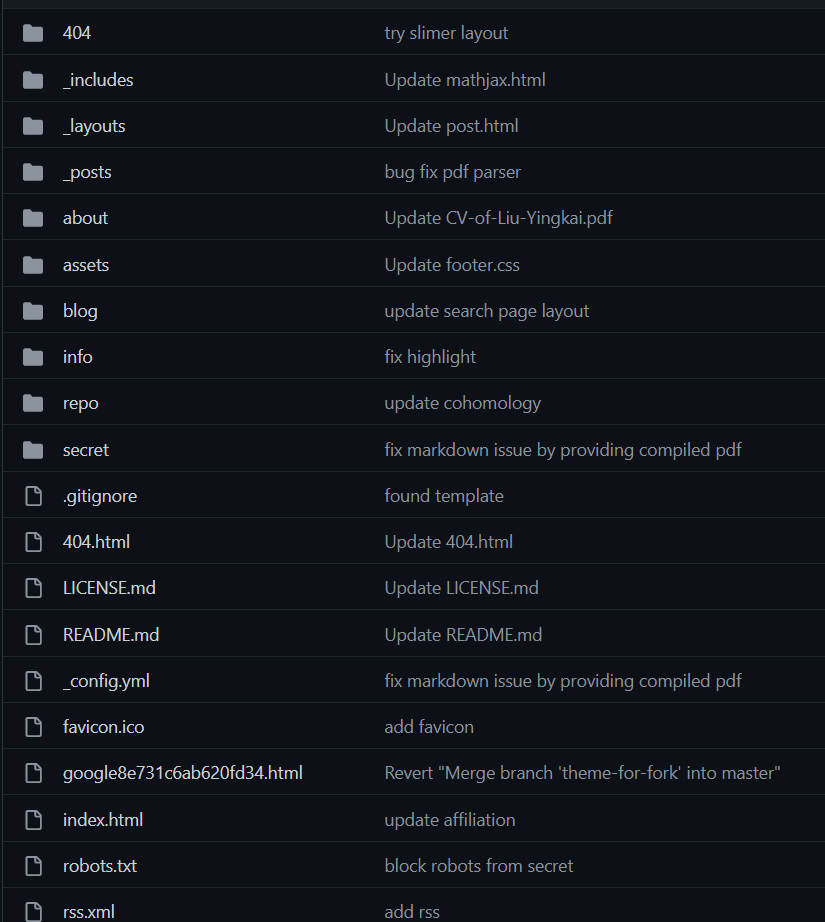 404 try slimer layout
_includes Update mathjax.html
_layouts Update post.html
_posts bug fix pdf parser
about Update CV-of-Liu-Yingkai.pdf
assets Update footer.css
blog update search page layout
info fix highlight
repo update cohomology
secret fix markdown issue by providing compiled pdf
.gitignore found template
404.html Update 404.html
LICENSE.md Update LICENSE.md
README.md Update README.md
_config.yml fix markdown issue by providing compiled pdf
favicon.ico add favicon
google8e731c6ab620fd34.html Revert "Merge branch 'theme-for-fork' into master"
index.html update affiliation
robots.txt block robots from secret
rss.xml add rss